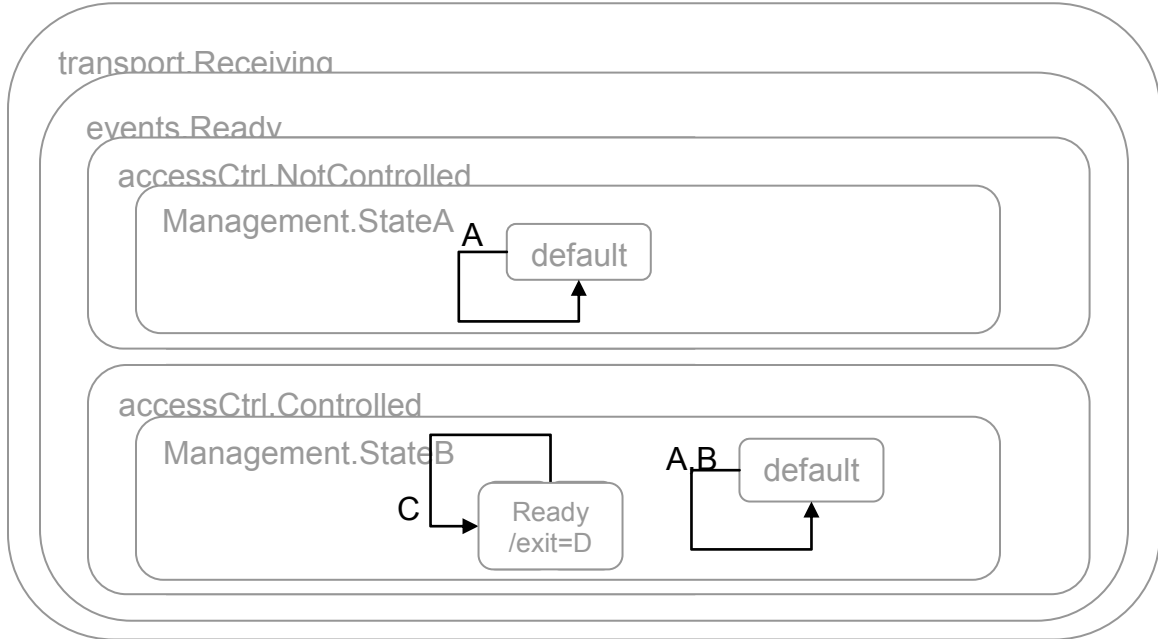 transport.Receiving
events.Ready
accessCtrl.NotControlled
Management.StateA
A
default
accessCtrl.Controlled
Management.StateB
A,B
default
C
Ready
/exit=D